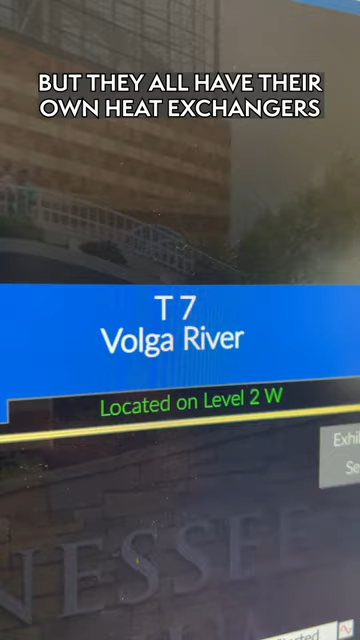 BUT THEY ALL HAVE THEIR
OWN HEAT EXCHANGERS
T 7
Volga River
Located on Level 2 W